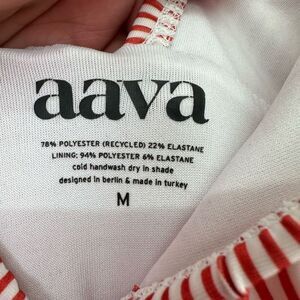 aava
78% POLYESTER (RECYCLED) 22% ELASTANE
LINING: 94% POLYESTER 6% ELASTANE
cold handwash dry in shade
designed in berlin & made in turkey
M